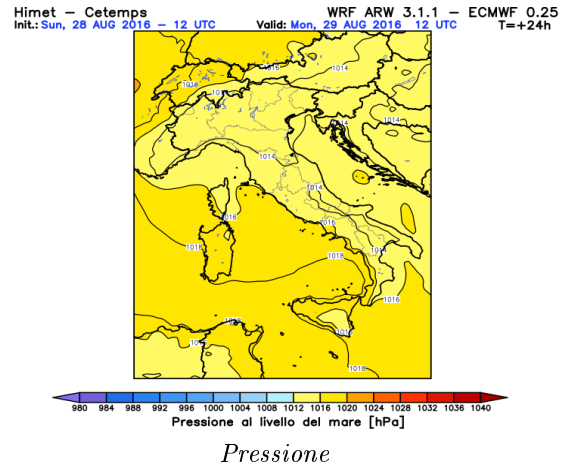 Himet – Cetemps WRF ARW 3.1.1 – ECMWF 0.25
Init.: Sun, 28 AUG 2016 – 12 UTC Valid: Mon, 29 AUG 2016 12 UTC T=+24h
1016 1014
1018
1014
1014
1014
1014
1016 1016
1018 1018 1014
1016
1018
980 984 988 992 996 1000 1004 1008 1012 1016 1020 1024 1028 1032 1036 1040
Pressione al livello del mare [hPa]
Pressione